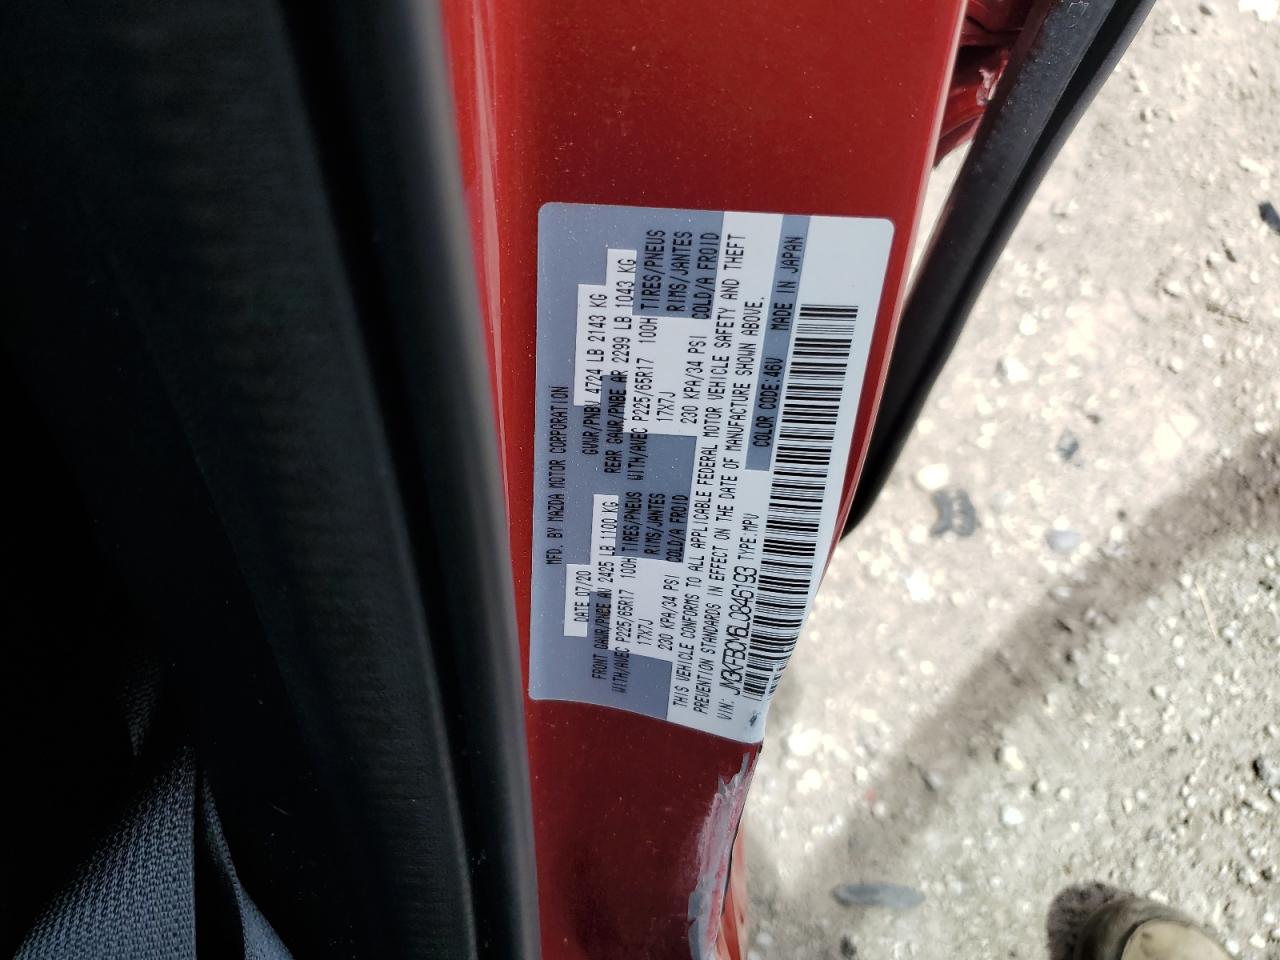 MFD. BY MAZDA MOTOR CORPORATION
DATE 07/20 GVWR/PNBV 4724 LB 2143 KG
FRONT GAWR/PNBE AV 2425 LB 1100 KG REAR GAWR/PNBE AR 2299 LB 1043 KG
WITH/AVEC P225/65R17 100H TIRES/PNEUS WITH/AVEC P225/65R17 100H TIRES/PNEUS
17X7J RIMS/JANTES 17X7J RIMS/JANTES
230 KPA/34 PSI COLD/A FROID 230 KPA/34 PSI COLD/A FROID
THIS VEHICLE CONFORMS TO ALL APPLICABLE FEDERAL MOTOR VEHICLE SAFETY AND THEFT
PREVENTION STANDARDS IN EFFECT ON THE DATE OF MANUFACTURE SHOWN ABOVE.
VIN: JM3KFBCM6L0846193 TYPE:MPV COLOR CODE:46V MADE IN JAPAN